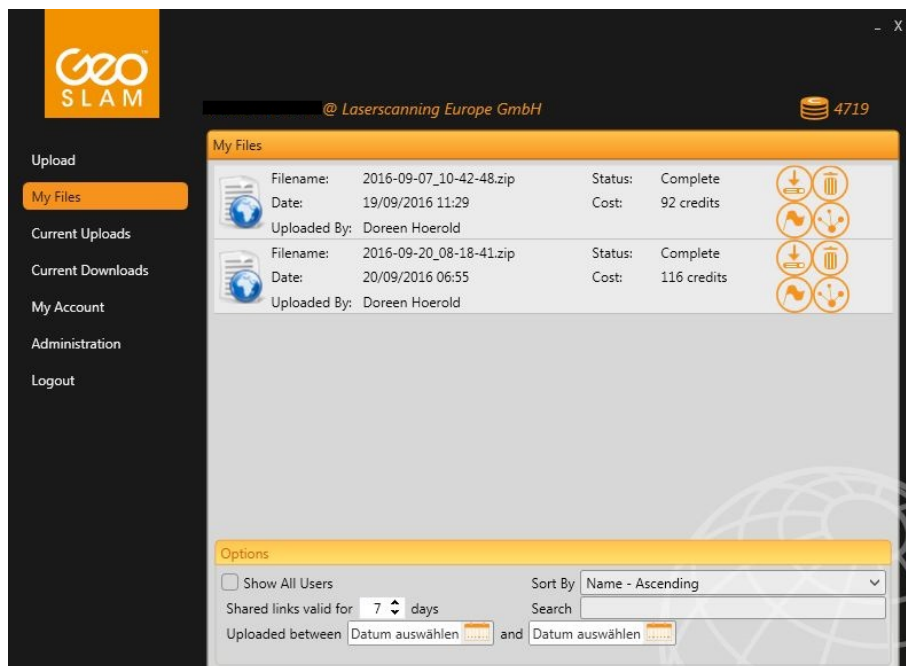 GEO™
SLAM
_ X
@ Laserscanning Europe GmbH
4719
Upload
My Files
Current Uploads
Current Downloads
My Account
Administration
Logout
My Files
Filename: 2016-09-07_10-42-48.zip Status: Complete
Date: 19/09/2016 11:29 Cost: 92 credits
Uploaded By: Doreen Hoerold
Filename: 2016-09-20_08-18-41.zip Status: Complete
Date: 20/09/2016 06:55 Cost: 116 credits
Uploaded By: Doreen Hoerold
Options
Show All Users Sort By Name - Ascending
Shared links valid for 7 days Search
Uploaded between Datum auswählen and Datum auswählen